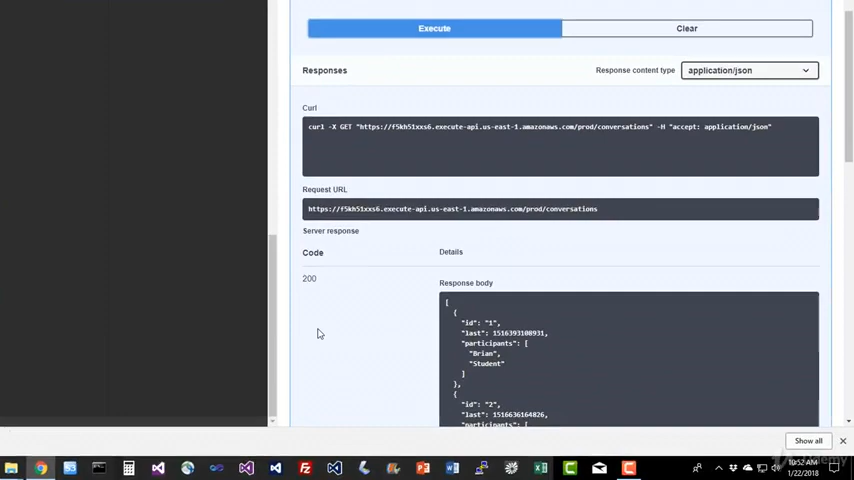 Execute
Clear
Responses
Response content type
application/json
Curl
curl -X GET "https://f5kh51xxs6.execute-api.us-east-1.amazonaws.com/prod/conversations" -H "accept: application/json"
Request URL
https://f5kh51xxs6.execute-api.us-east-1.amazonaws.com/prod/conversations
Server response
Code
Details
200
Response body
[
{
"id": "1",
"last": 1516393108931,
"participants": [
"Brian",
"Student"
]
},
{
"id": "2",
"last": 1516636164826,
"participants": [
Show all
10:52 AM
1/22/2018
Udemy